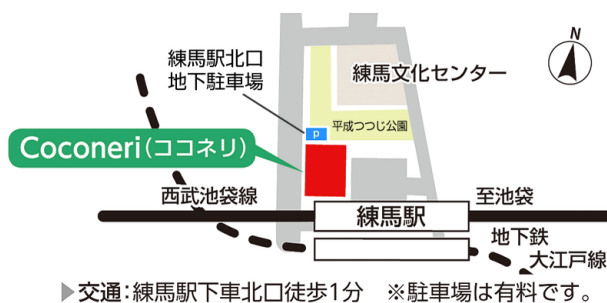 N
練馬駅北口
地下駐車場
練馬文化センター
P
平成つつじ公園
Coconeri(ココネリ)
西武池袋線
至池袋
練馬駅
地下鉄
大江戸線
▶交通:練馬駅下車北口徒歩1分 ※駐車場は有料です。